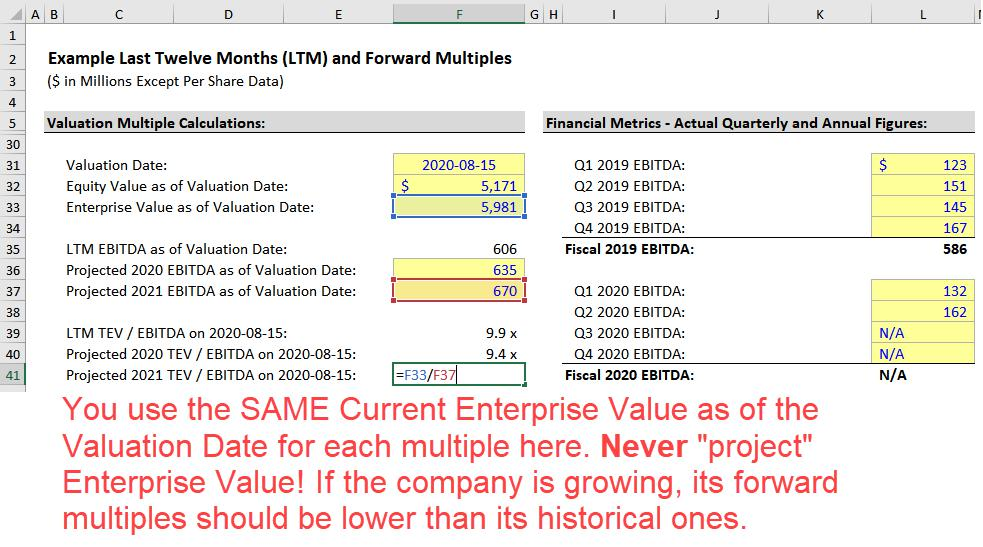 A B C D E F G H I J K L
1
2 Example Last Twelve Months (LTM) and Forward Multiples
3 ($ in Millions Except Per Share Data)
4
5 Valuation Multiple Calculations: Financial Metrics - Actual Quarterly and Annual Figures:
30
31 Valuation Date: 2020-08-15 Q1 2019 EBITDA: $ 123
32 Equity Value as of Valuation Date: $ 5,171 Q2 2019 EBITDA: 151
33 Enterprise Value as of Valuation Date: 5,981 Q3 2019 EBITDA: 145
34 Q4 2019 EBITDA: 167
35 LTM EBITDA as of Valuation Date: 606 Fiscal 2019 EBITDA: 586
36 Projected 2020 EBITDA as of Valuation Date: 635
37 Projected 2021 EBITDA as of Valuation Date: 670 Q1 2020 EBITDA: 132
38 Q2 2020 EBITDA: 162
39 LTM TEV / EBITDA on 2020-08-15: 9.9 x Q3 2020 EBITDA: N/A
40 Projected 2020 TEV / EBITDA on 2020-08-15: 9.4 x Q4 2020 EBITDA: N/A
41 Projected 2021 TEV / EBITDA on 2020-08-15: =F33/F37 Fiscal 2020 EBITDA: N/A
You use the SAME Current Enterprise Value as of the
Valuation Date for each multiple here. Never "project"
Enterprise Value! If the company is growing, its forward
multiples should be lower than its historical ones.